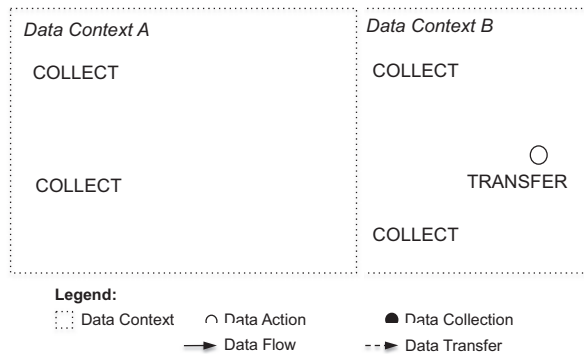 Data Context A
Data Context B
COLLECT
COLLECT
COLLECT
TRANSFER
COLLECT
Legend:
Data Context
Data Action
Data Collection
Data Flow
Data Transfer